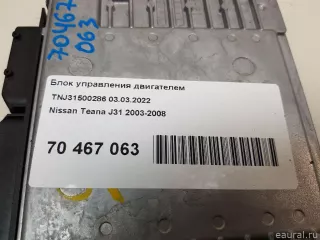 70467
063
Блок управления двигателем
TNJ31500286 03.03.2022
Nissan Teana J31 2003-2008
70 467 063
eaural.ru